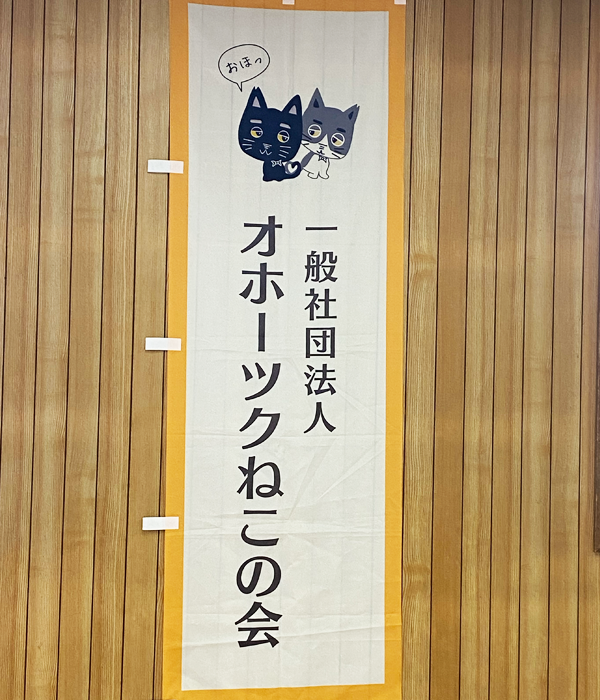 おほっ
一般社団法人
オホーツクねこの会